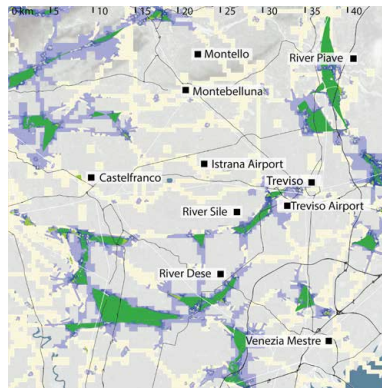 0 km 5 10 15 20 25 30 35 40
Montello
River Piave
Montebelluna
Istrana Airport
Castelfranco
Treviso
River Sile
Treviso Airport
River Dese
Venezia Mestre